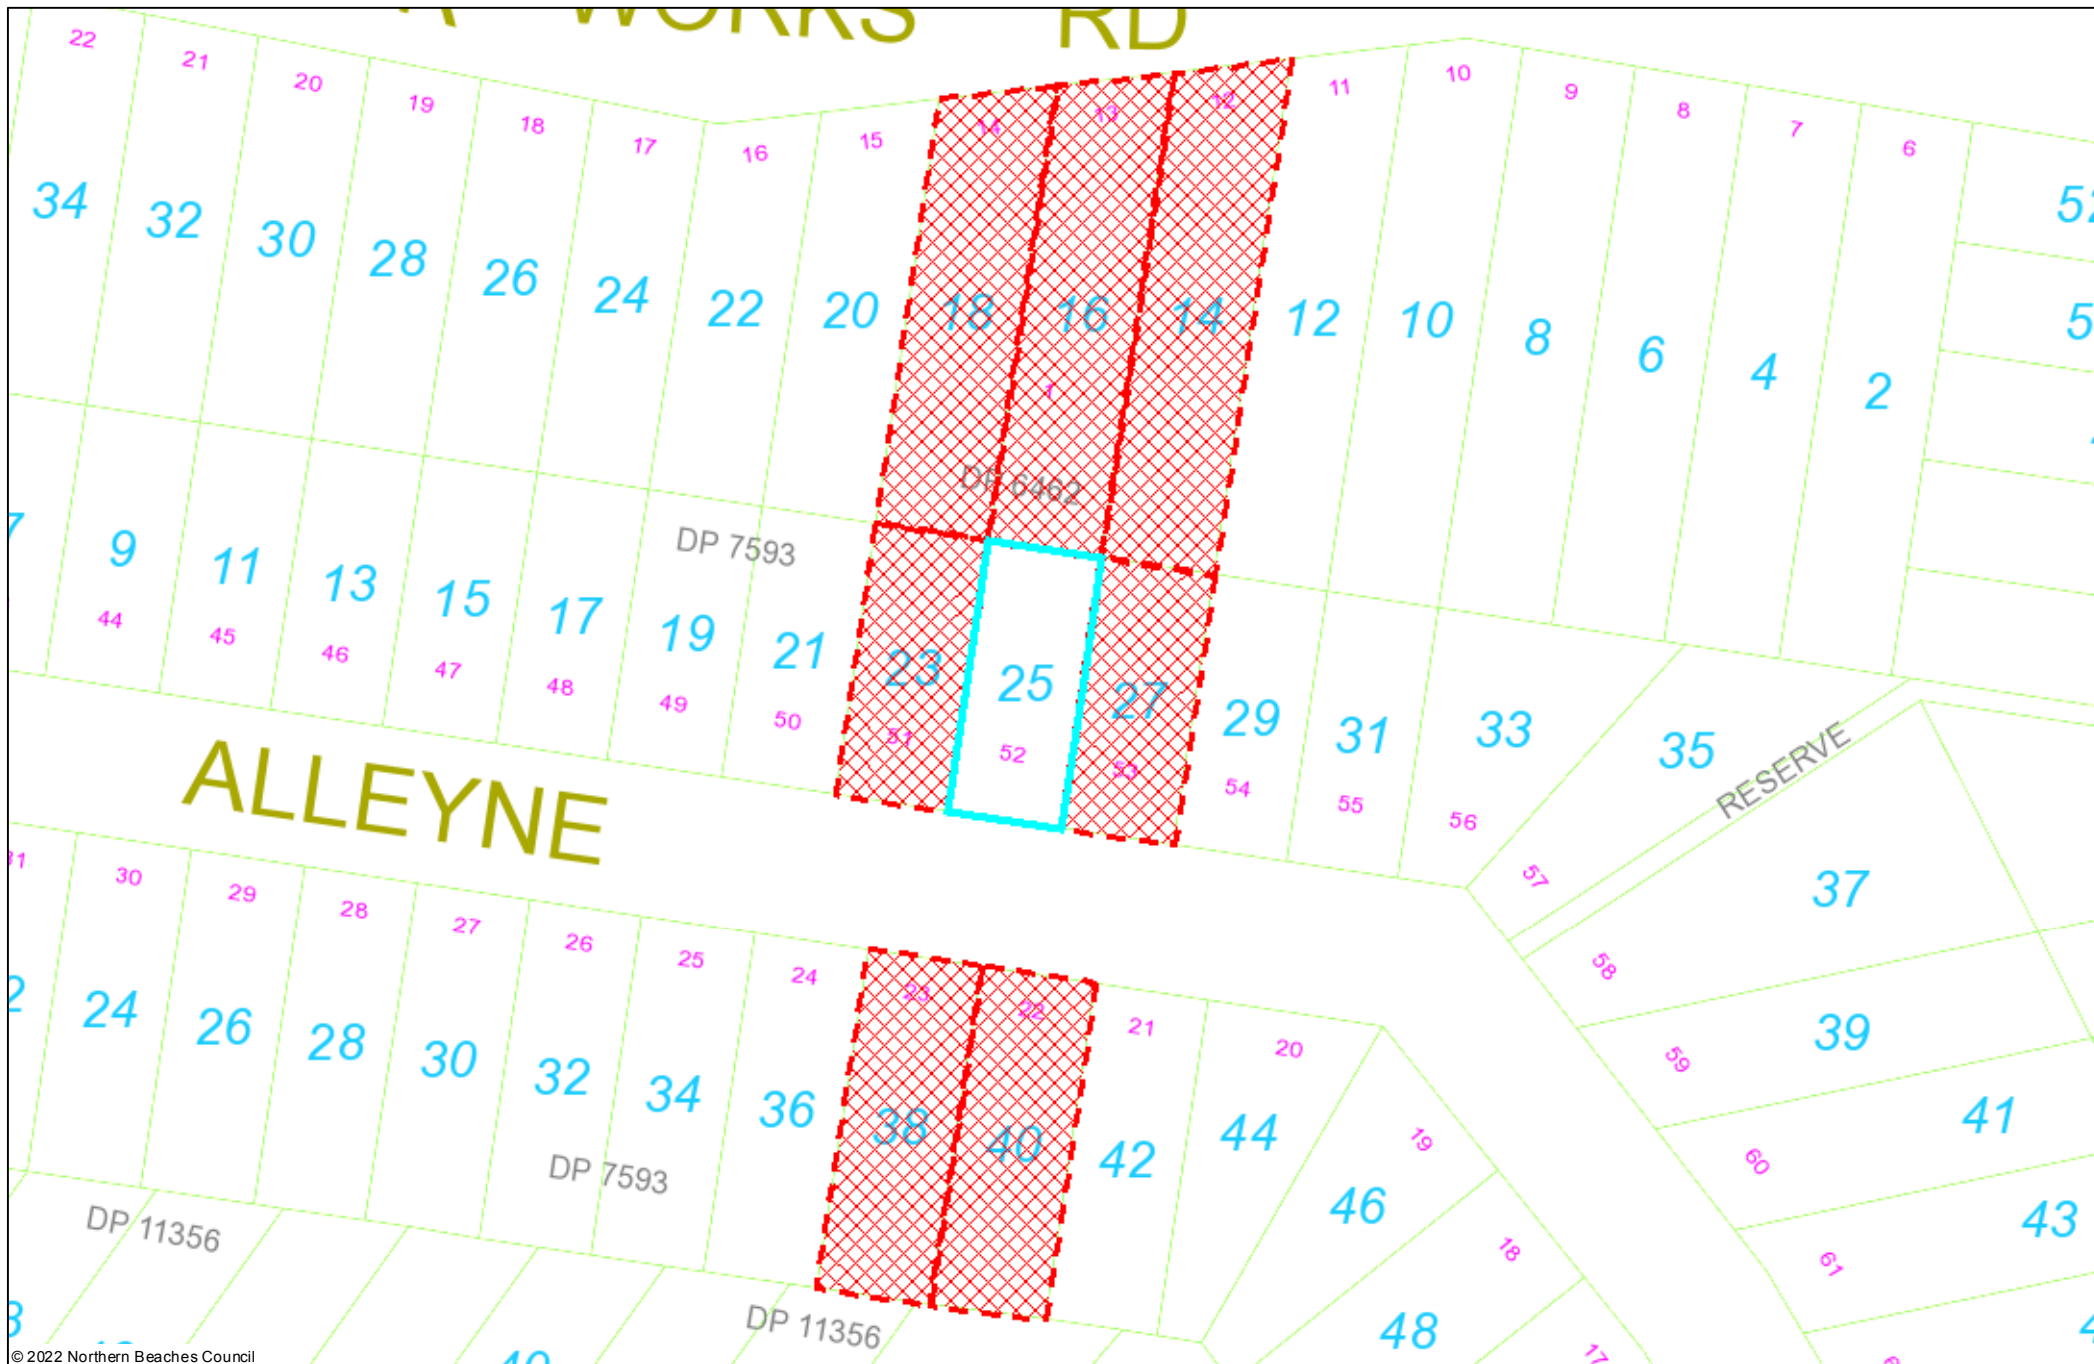 WORKS RD
22 21 20 19 18 17 16 15 14 13 12 11 10 9 8 7 6
34 32 30 28 26 24 22 20 18 16 14 12 10 8 6 4 2
1
DP 6462
DP 7593
9 11 13 15 17 19 21 23 25 27 29 31 33 35
44 45 46 47 48 49 50 51 52 53 54 55 56 57
RESERVE
ALLEYNE
37
58
30 29 28 27 26 25 24 23 22 21 20
24 26 28 30 32 34 36 38 40 42 44
39
59
41
19
60
46
43
18
61
48
17
DP 7593
DP 11356
DP 11356
© 2022 Northern Beaches Council